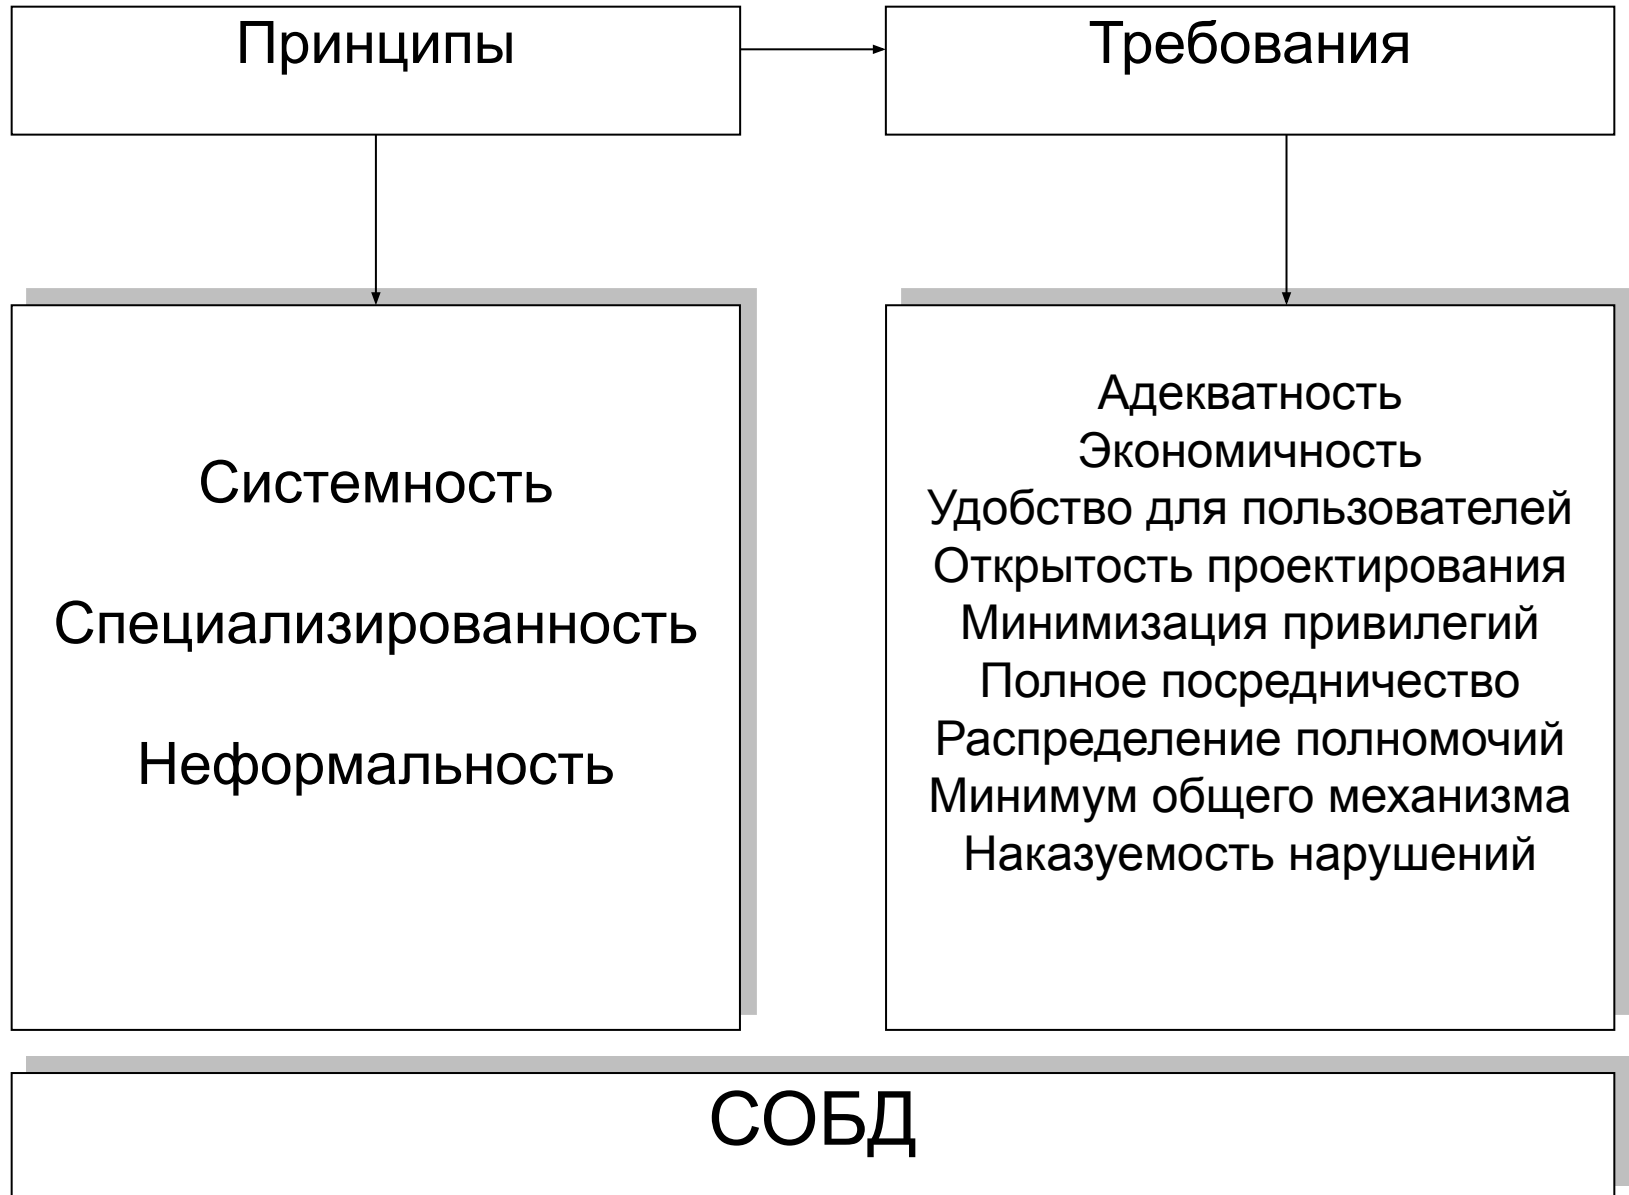 Принципы
Требования
Системность
Специализированность
Неформальность
Адекватность
Экономичность
Удобство для пользователей
Открытость проектирования
Минимизация привилегий
Полное посредничество
Распределение полномочий
Минимум общего механизма
Наказуемость нарушений
СОБД